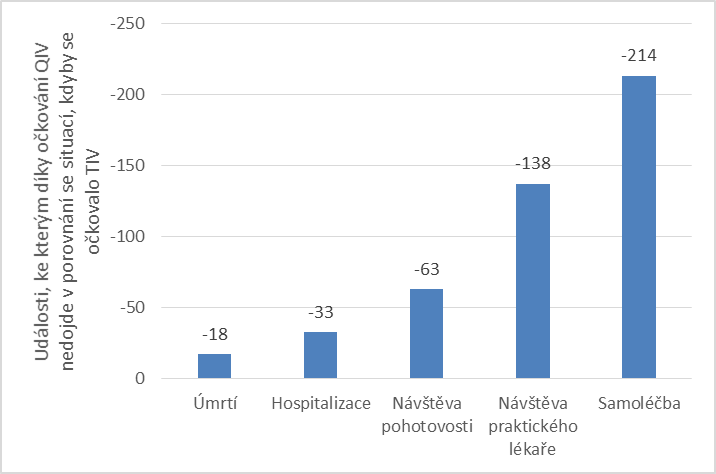 Události, ke kterým díky očkování QIV
nedojde v porovnání se situací, kdyby se
očkovalo TIV
-250
-200
-150
-100
-50
0
-18
-33
-63
-138
-214
Úmrtí
Hospitalizace
Návštěva
pohotovosti
Návštěva
praktického
lékaře
Samoléčba